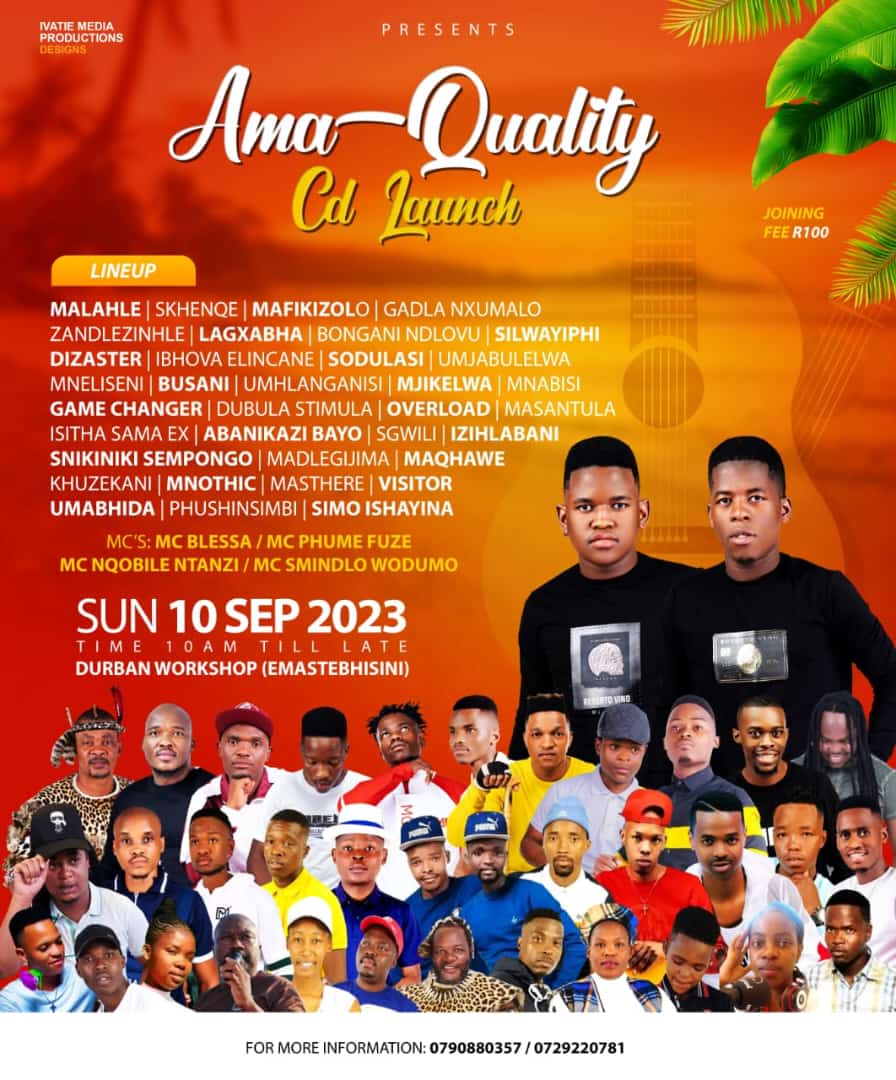 IVATIE MEDIA
PRODUCTIONS
DESIGNS
PRESENTS
Ama-Quality
Cd Launch
JOINING
FEE R100
LINEUP
MALAHLE | SKHENQE | MAFIKIZOLO | GADLA NXUMALO
ZANDLEZINHLE | LAGXABHA | BONGANI NDLOVU | SILWAYIPHI
DIZASTER | IBHOVA ELINCANE | SODULASI | UMJABULELWA
MNELISENI | BUSANI | UMHLANGANISI | MJIKELWA | MNABISI
GAME CHANGER | DUBULA STIMULA | OVERLOAD | MASANTULA
ISITHA SAMA EX | ABANIKAZI BAYO | SGWILI | IZIHLABANI
SNIKINIKI SEMPONGO | MADLEGIJIMA | MAQHAWE
KHUZEKANI | MNOTHIC | MASTHERE | VISITOR
UMABHIDA | PHUSHINSIMBI | SIMO ISHAYINA
MC'S: MC BLESSA / MC PHUME FUZE
MC NQOBILE NTANZI / MC SMINDLO WODUMO
SUN 10 SEP 2023
TIME 10AM TILL LATE
DURBAN WORKSHOP (EMASTEBHISINI)
ROBERTO VINO
PUMA
PUMA
FOR MORE INFORMATION: 0790880357 / 0729220781